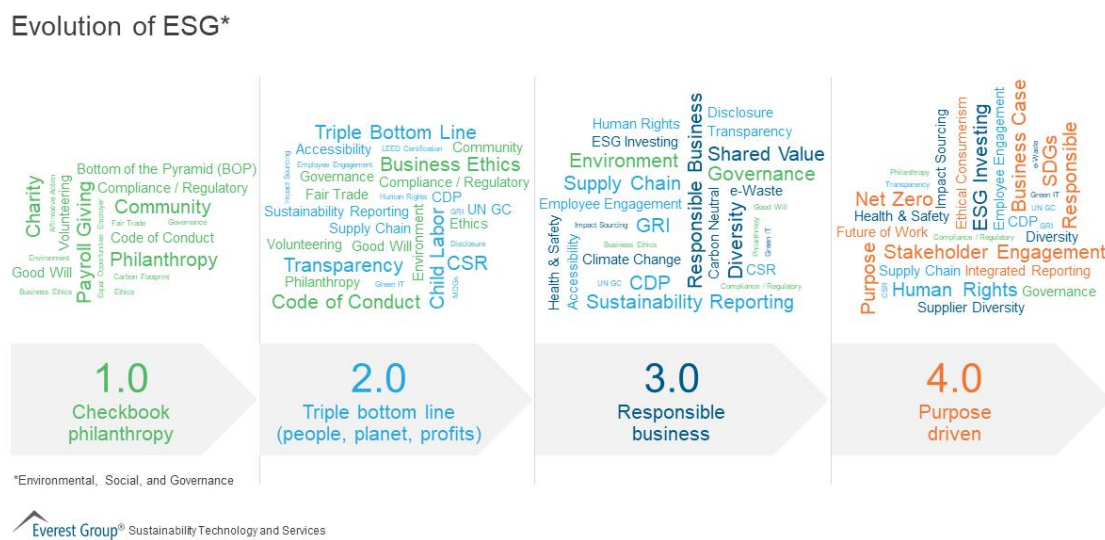 Evolution of ESG*
Charity
Affirmative Action
Volunteering
Payroll Giving
Equal Opportunities Employer
Bottom of the Pyramid (BOP)
Compliance / Regulatory
Community
Fair Trade
Governance
Code of Conduct
Environment
Philanthropy
Good Will
Carbon Footprint
Business Ethics
Ethics
Triple Bottom Line
Accessibility
LEED Certification
Community
Impact Sourcing
Employee Engagement
Business Ethics
Governance
Compliance / Regulatory
Fair Trade
Human Rights
CDP
Sustainability Reporting
GRI
UN GC
Supply Chain
Ethics
Volunteering
Good Will
Environment
Child Labor
Disclosure
Transparency
CSR
Philanthropy
Green IT
MDGs
Code of Conduct
Human Rights
Responsible Business
Disclosure
ESG Investing
Transparency
Environment
Shared Value
Supply Chain
Governance
Employee Engagement
Carbon Neutral
Diversity
e-Waste
Health & Safety
Accessibility
Impact Sourcing
GRI
Good Will
Philanthropy
Green IT
Business Ethics
Climate Change
CSR
UN GC
CDP
Compliance / Regulatory
Sustainability Reporting
Philanthropy
Transparency
Impact Sourcing
Ethical Consumerism
ESG Investing
Employee Engagement
Business Case
e-Waste
SDGs
Responsible
Net Zero
Green IT
Health & Safety
UN GC
Future of Work
CDP
GRI
Compliance / Regulatory
Diversity
Purpose
Stakeholder Engagement
Supply Chain
Integrated Reporting
CSR
Human Rights
Governance
Supplier Diversity
1.0
Checkbook
philanthropy
2.0
Triple bottom line
(people, planet, profits)
3.0
Responsible
business
4.0
Purpose
driven
*Environmental, Social, and Governance
Everest Group® Sustainability Technology and Services